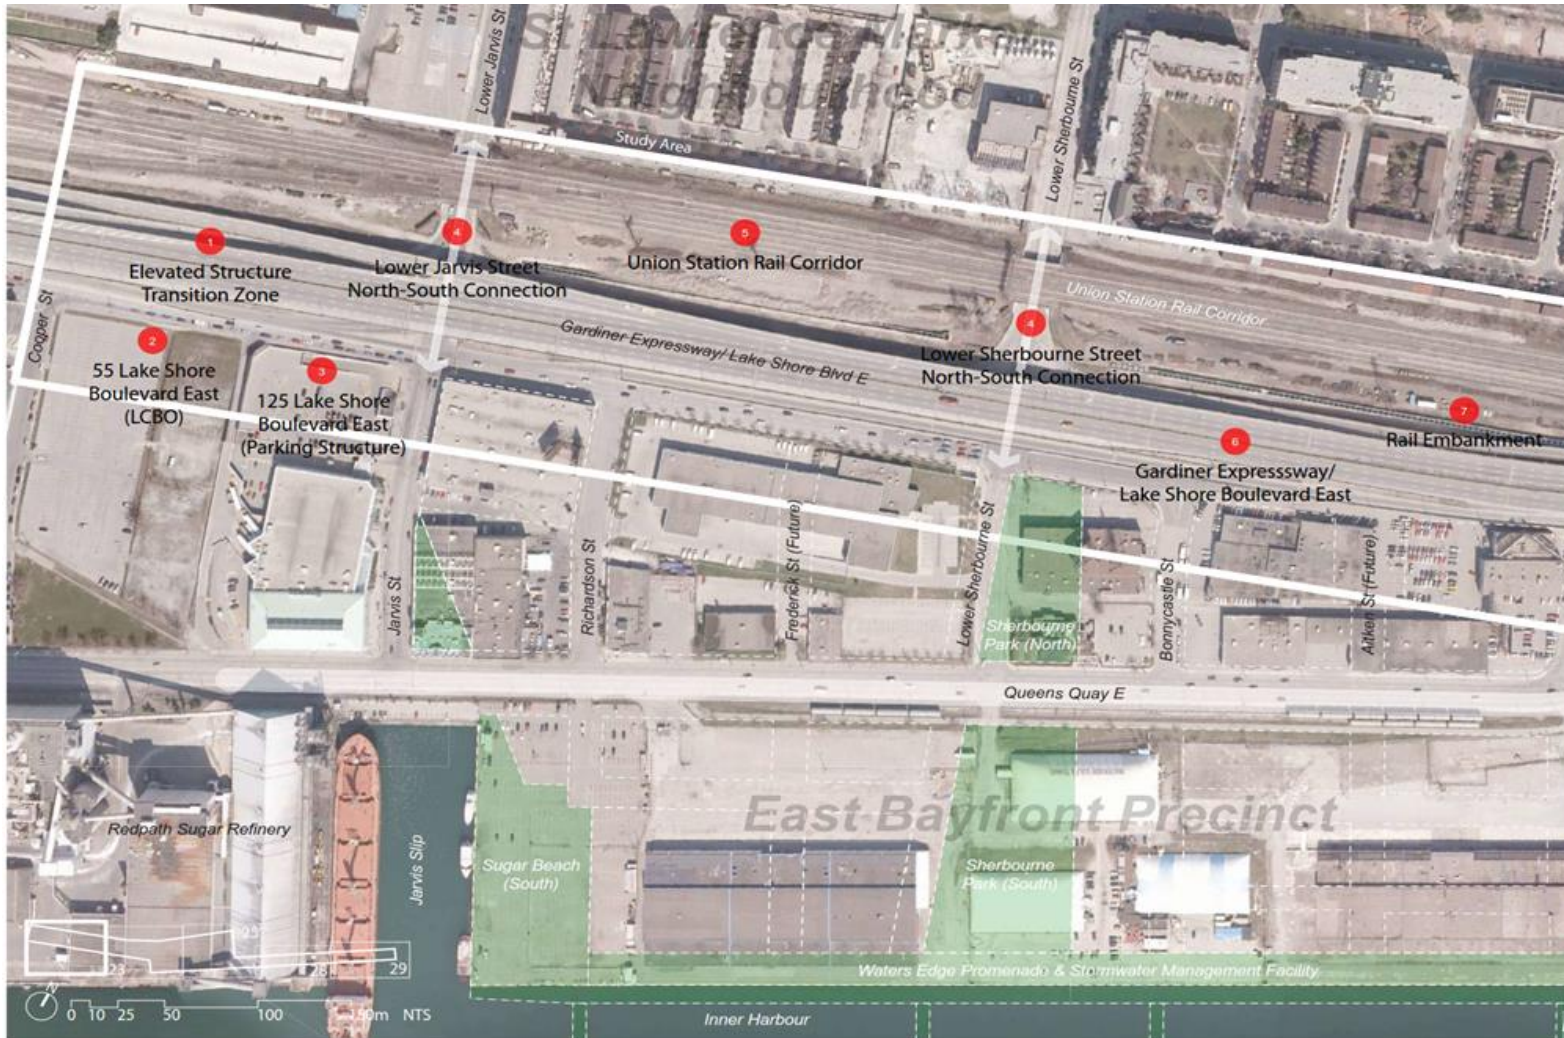 St Lawrence Market
Neighbourhood
Lower Jarvis St
Lower Sherbourne St
Study Area
4
5
1
Elevated Structure
Transition Zone
Lower Jarvis Street
North-South Connection
Union Station Rail Corridor
Union Station Rail Corridor
Cooper St
2
55 Lake Shore
Boulevard East
(LCBO)
3
125 Lake Shore
Boulevard East
(Parking Structure)
Gardiner Expressway/ Lake Shore Blvd E
4
Lower Sherbourne Street
North-South Connection
7
Rail Embankment
6
Gardiner Expresssway/
Lake Shore Boulevard East
Jarvis St
Richardson St
Frederick St (Future)
Lower Sherbourne St
Sherbourne
Park (North)
Bonnycastle St
Aitken St (Future)
Queens Quay E
East Bayfront Precinct
Redpath Sugar Refinery
Jarvis Slip
Sugar Beach
(South)
Sherbourne
Park (South)
Waters Edge Promenade & Stormwater Management Facility
Inner Harbour
25
23
28
29
N
0 10 25 50 100 150m NTS